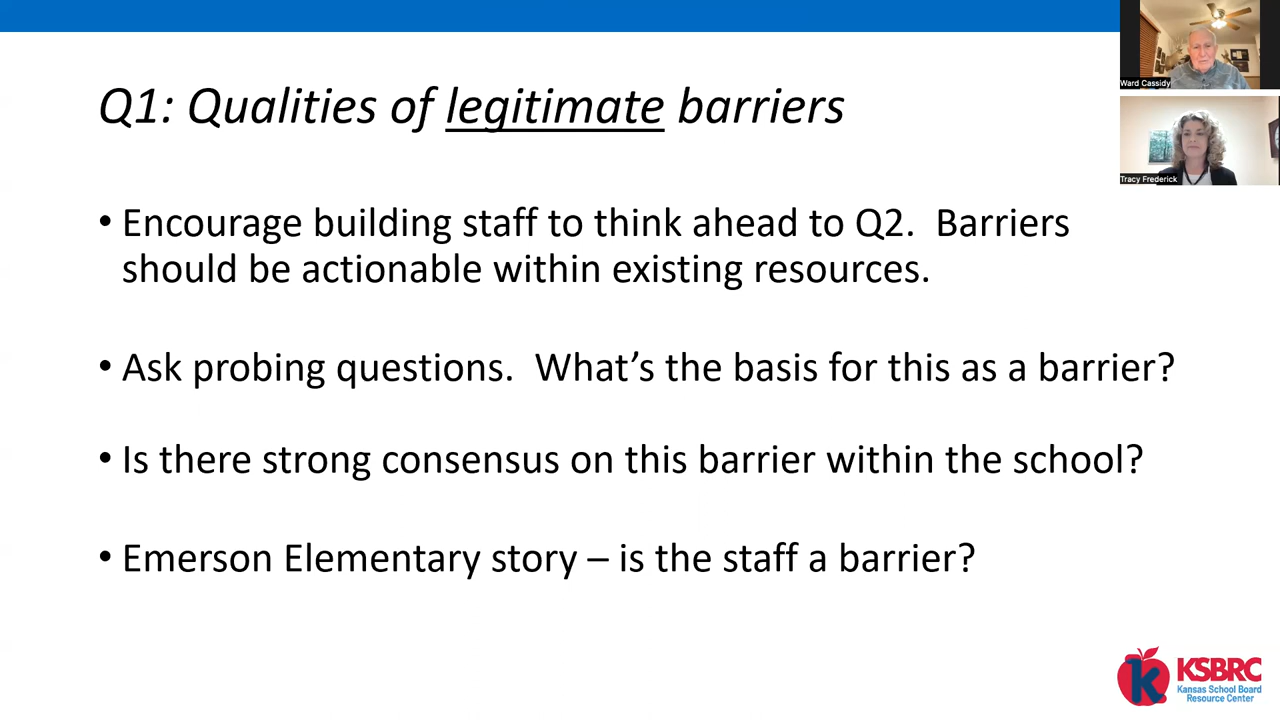 Q1: Qualities of legitimate barriers
• Encourage building staff to think ahead to Q2.  Barriers
should be actionable within existing resources.
• Ask probing questions.  What’s the basis for this as a barrier?
• Is there strong consensus on this barrier within the school?
• Emerson Elementary story – is the staff a barrier?
Ward Cassidy
Tracy Frederick
KSBRC
Kansas School Board
Resource Center